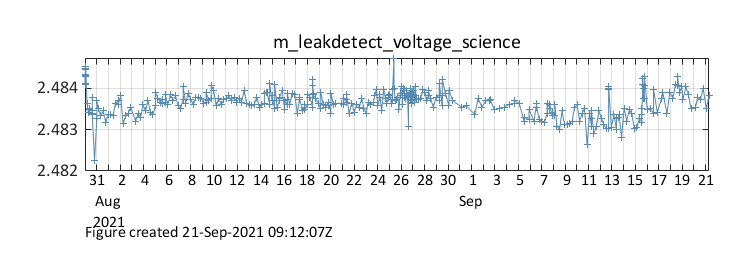 m_leakdetect_voltage_science
2.484
2.483
2.482
31 2 4 6 8 10 12 14 16 18 20 22 24 26 28 30 1 3 5 7 9 11 13 15 17 19 21
Aug Sep
2021
Figure created 21-Sep-2021 09:12:07Z